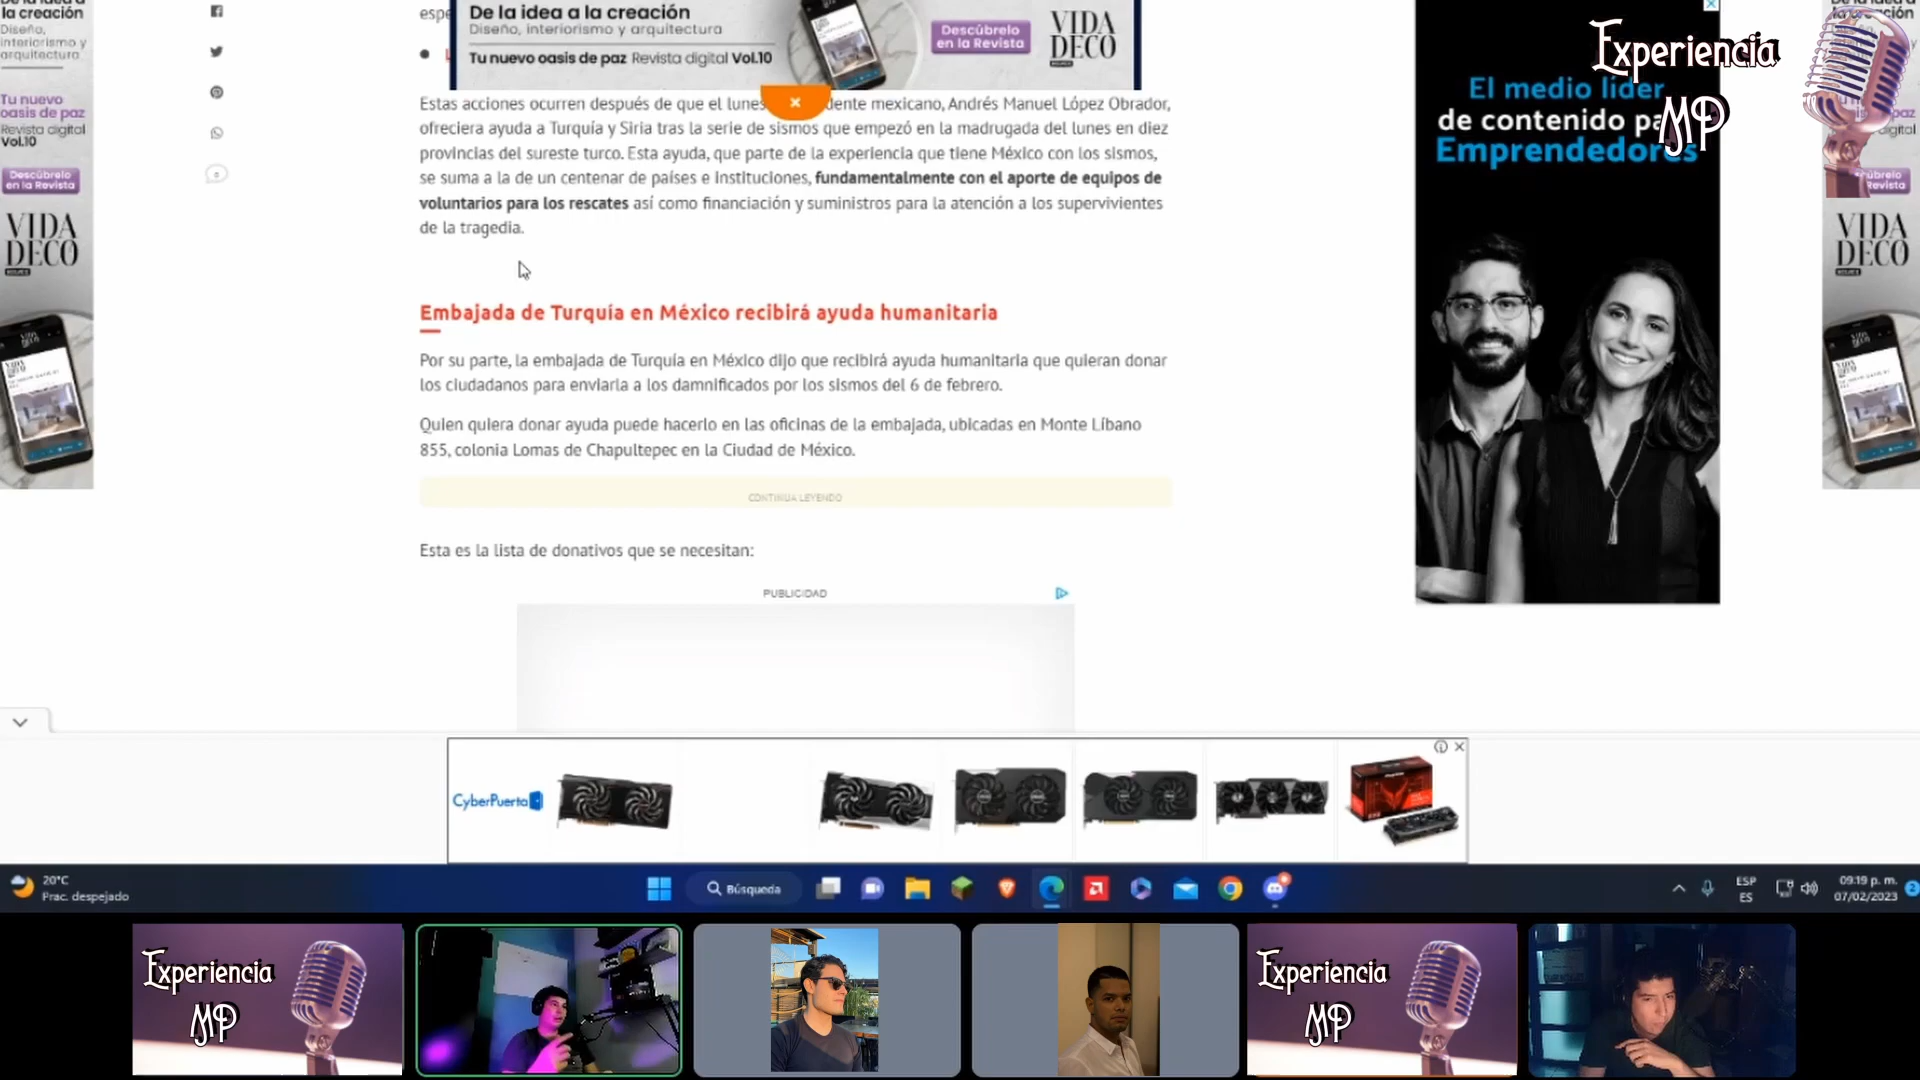 la creación
Diseño,
interiorismo y
arquitectura
Tu nuevo
oasis de paz
Revista digital
Vol.10
Descúbrelo
en la Revista
VIDA
DECO
De la idea a la creación
Diseño, interiorismo y arquitectura
Tu nuevo oasis de paz Revista digital Vol.10
Descúbrelo
en la Revista
VIDA
DECO
espe
Estas acciones ocurren después de que el lunes dente mexicano, Andrés Manuel López Obrador,
ofreciera ayuda a Turquía y Siria tras la serie de sismos que empezó en la madrugada del lunes en diez
provincias del sureste turco. Esta ayuda, que parte de la experiencia que tiene México con los sismos,
se suma a la de un centenar de países e instituciones, fundamentalmente con el aporte de equipos de
voluntarios para los rescates así como financiación y suministros para la atención a los supervivientes
de la tragedia.
Embajada de Turquía en México recibirá ayuda humanitaria
Por su parte, la embajada de Turquía en México dijo que recibirá ayuda humanitaria que quieran donar
los ciudadanos para enviarla a los damnificados por los sismos del 6 de febrero.
Quien quiera donar ayuda puede hacerlo en las oficinas de la embajada, ubicadas en Monte Líbano
855, colonia Lomas de Chapultepec en la Ciudad de México.
CONTINÚA LEYENDO
Esta es la lista de donativos que se necesitan:
PUBLICIDAD
El medio líder
de contenido pa
Emprendedores
Experiencia
MP
paz
digital
úbrelo
Revista
VIDA
DECO
CyberPuerta
20°C
Prac. despejado
Búsqueda
ESP
ES
09:19 p. m.
07/02/2023
2
Experiencia
MP
Experiencia
MP